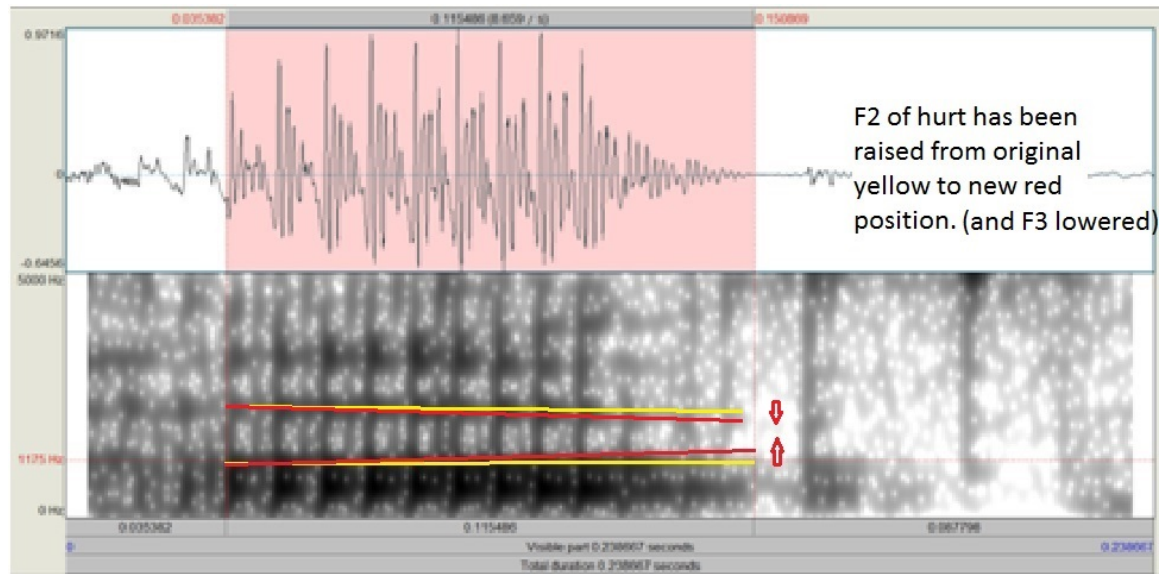 0.035382 0.115486 (8.659 / s) 0.150869
0.9716
0
-0.6456
F2 of hurt has been
raised from original
yellow to new red
position. (and F3 lowered)
5000 Hz
1175 Hz
0 Hz
0.035382 0.115486 0.087798
0 Visible part 0.238667 seconds 0.238667
Total duration 0.238667 seconds